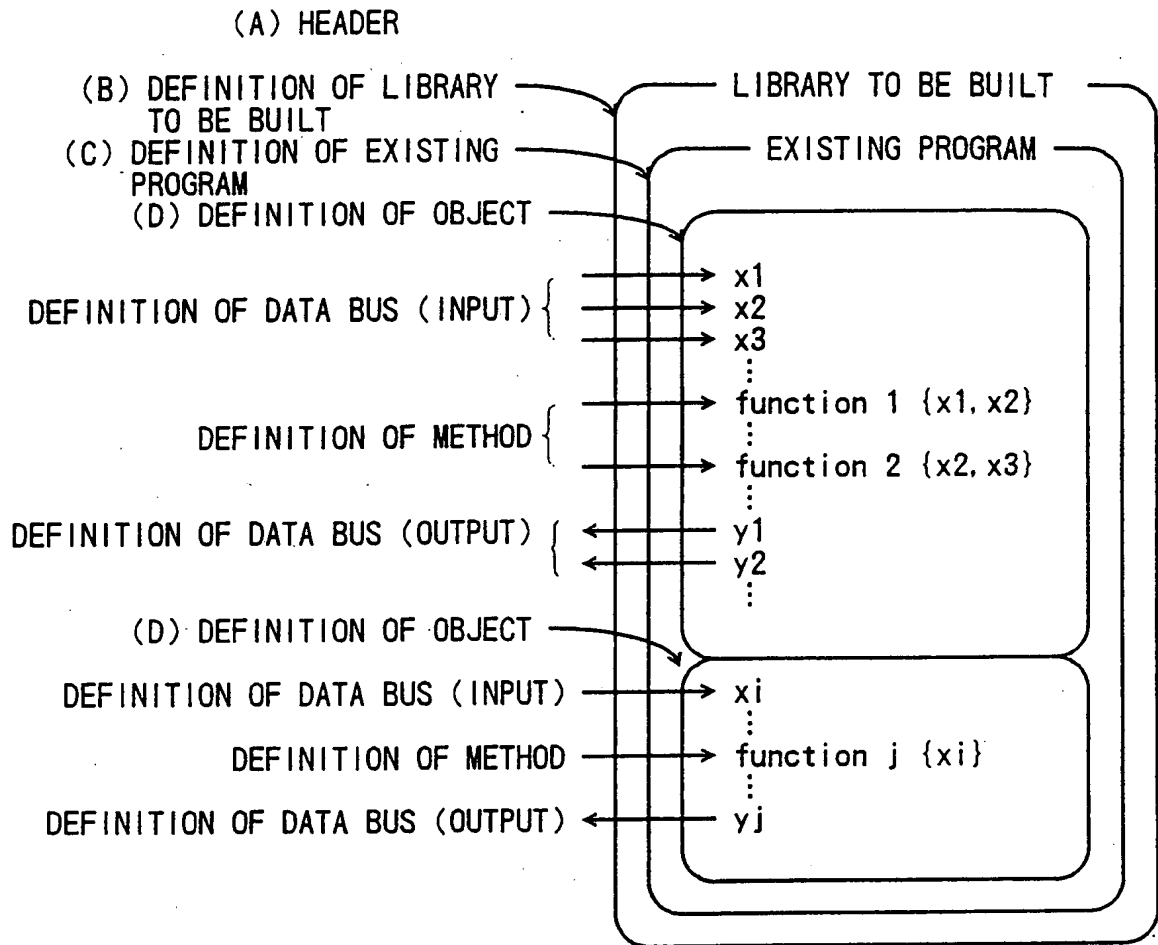 (A) HEADER
(B) DEFINITION OF LIBRARY
TO BE BUILT
LIBRARY TO BE BUILT
(C) DEFINITION OF EXISTING
PROGRAM
EXISTING PROGRAM
(D) DEFINITION OF OBJECT
x1
DEFINITION OF DATA BUS (INPUT) { x2
x3
function 1 {x1, x2}
DEFINITION OF METHOD {
function 2 {x2, x3}
DEFINITION OF DATA BUS (OUTPUT) { y1
y2
(D) DEFINITION OF OBJECT
DEFINITION OF DATA BUS (INPUT) xi
DEFINITION OF METHOD function j {xi}
DEFINITION OF DATA BUS (OUTPUT) yj